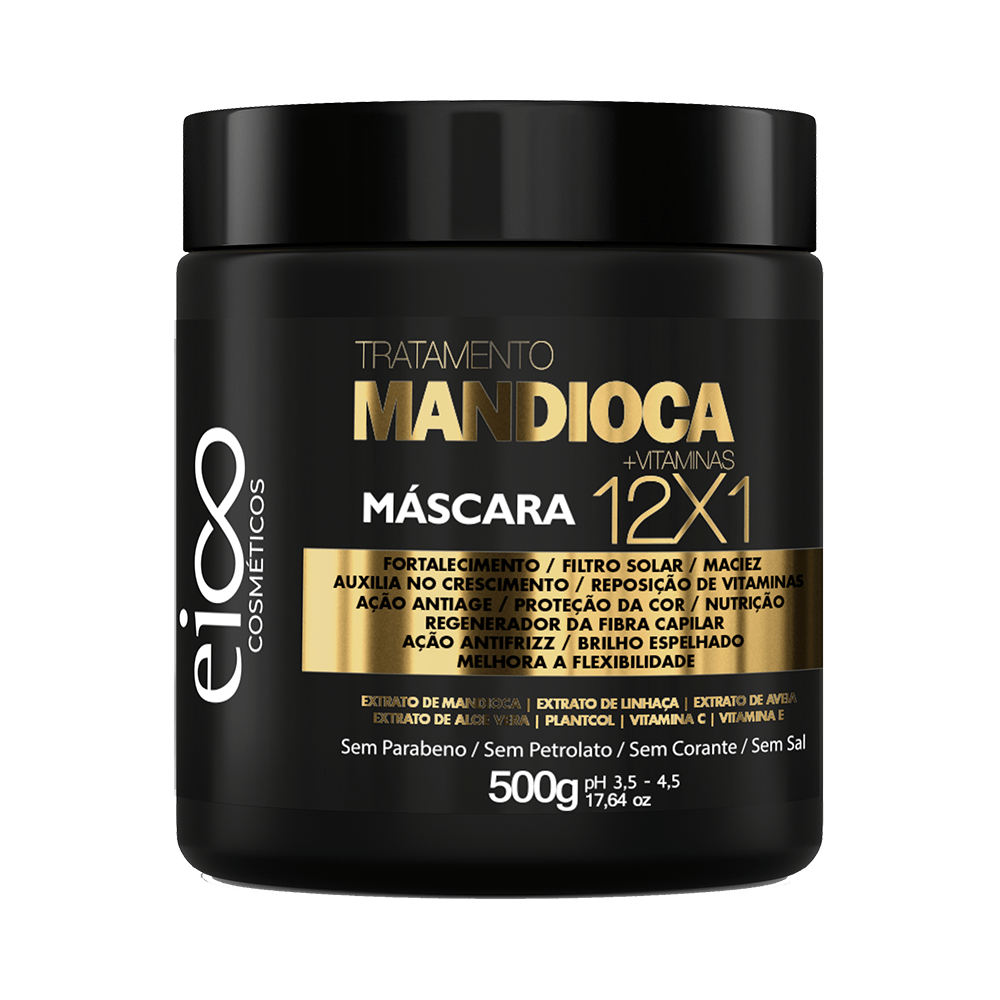 TRATAMENTO
MANDIOCA
+VITAMINAS
MÁSCARA 12X1
FORTALECIMENTO / FILTRO SOLAR / MACIEZ
AUXILIA NO CRESCIMENTO / REPOSIÇÃO DE VITAMINAS
AÇÃO ANTIAGE / PROTEÇÃO DA COR / NUTRIÇÃO
REGENERADOR DA FIBRA CAPILAR
AÇÃO ANTIFRIZZ / BRILHO ESPELHADO
MELHORA A FLEXIBILIDADE
EXTRATO DE MANDIOCA | EXTRATO DE LINHAÇA | EXTRATO DE AVEIA
EXTRATO DE ALOE VERA | PLANTCOL | VITAMINA C | VITAMINA E
Sem Parabeno / Sem Petrolato / Sem Corante / Sem Sal
500g pH 3,5 - 4,5
17,64 oz
eico
COSMÉTICOS